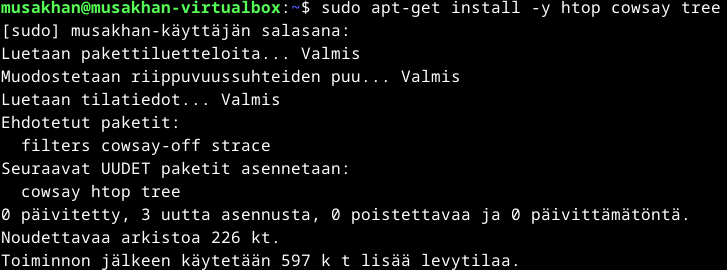 musakhan@musakhan-virtualbox:~$ sudo apt-get install -y htop cowsay tree
[sudo] musakhan-käyttäjän salasana:
Luetaan pakettiluetteloita... Valmis
Muodostetaan riippuvuussuhteiden puu... Valmis
Luetaan tilatiedot... Valmis
Ehdotetut paketit:
  filters cowsay-off strace
Seuraavat UUDET paketit asennetaan:
  cowsay htop tree
0 päivitetty, 3 uutta asennusta, 0 poistettavaa ja 0 päivittämätöntä.
Noudettavaa arkistoa 226 kt.
Toiminnon jälkeen käytetään 597 k t lisää levytilaa.